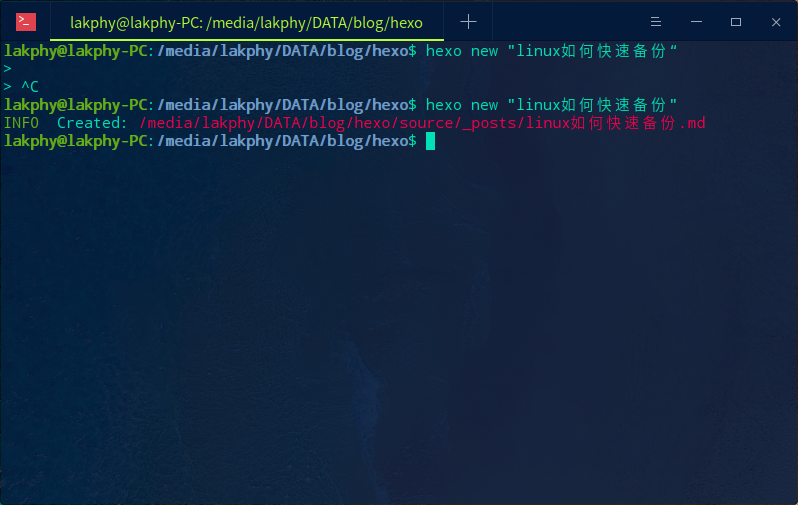 lakphy@lakphy-PC: /media/lakphy/DATA/blog/hexo
lakphy@lakphy-PC:/media/lakphy/DATA/blog/hexo$ hexo new "linux如何快速备份“
>
> ^C
lakphy@lakphy-PC:/media/lakphy/DATA/blog/hexo$ hexo new "linux如何快速备份"
INFO  Created: /media/lakphy/DATA/blog/hexo/source/_posts/linux如何快速备份.md
lakphy@lakphy-PC:/media/lakphy/DATA/blog/hexo$